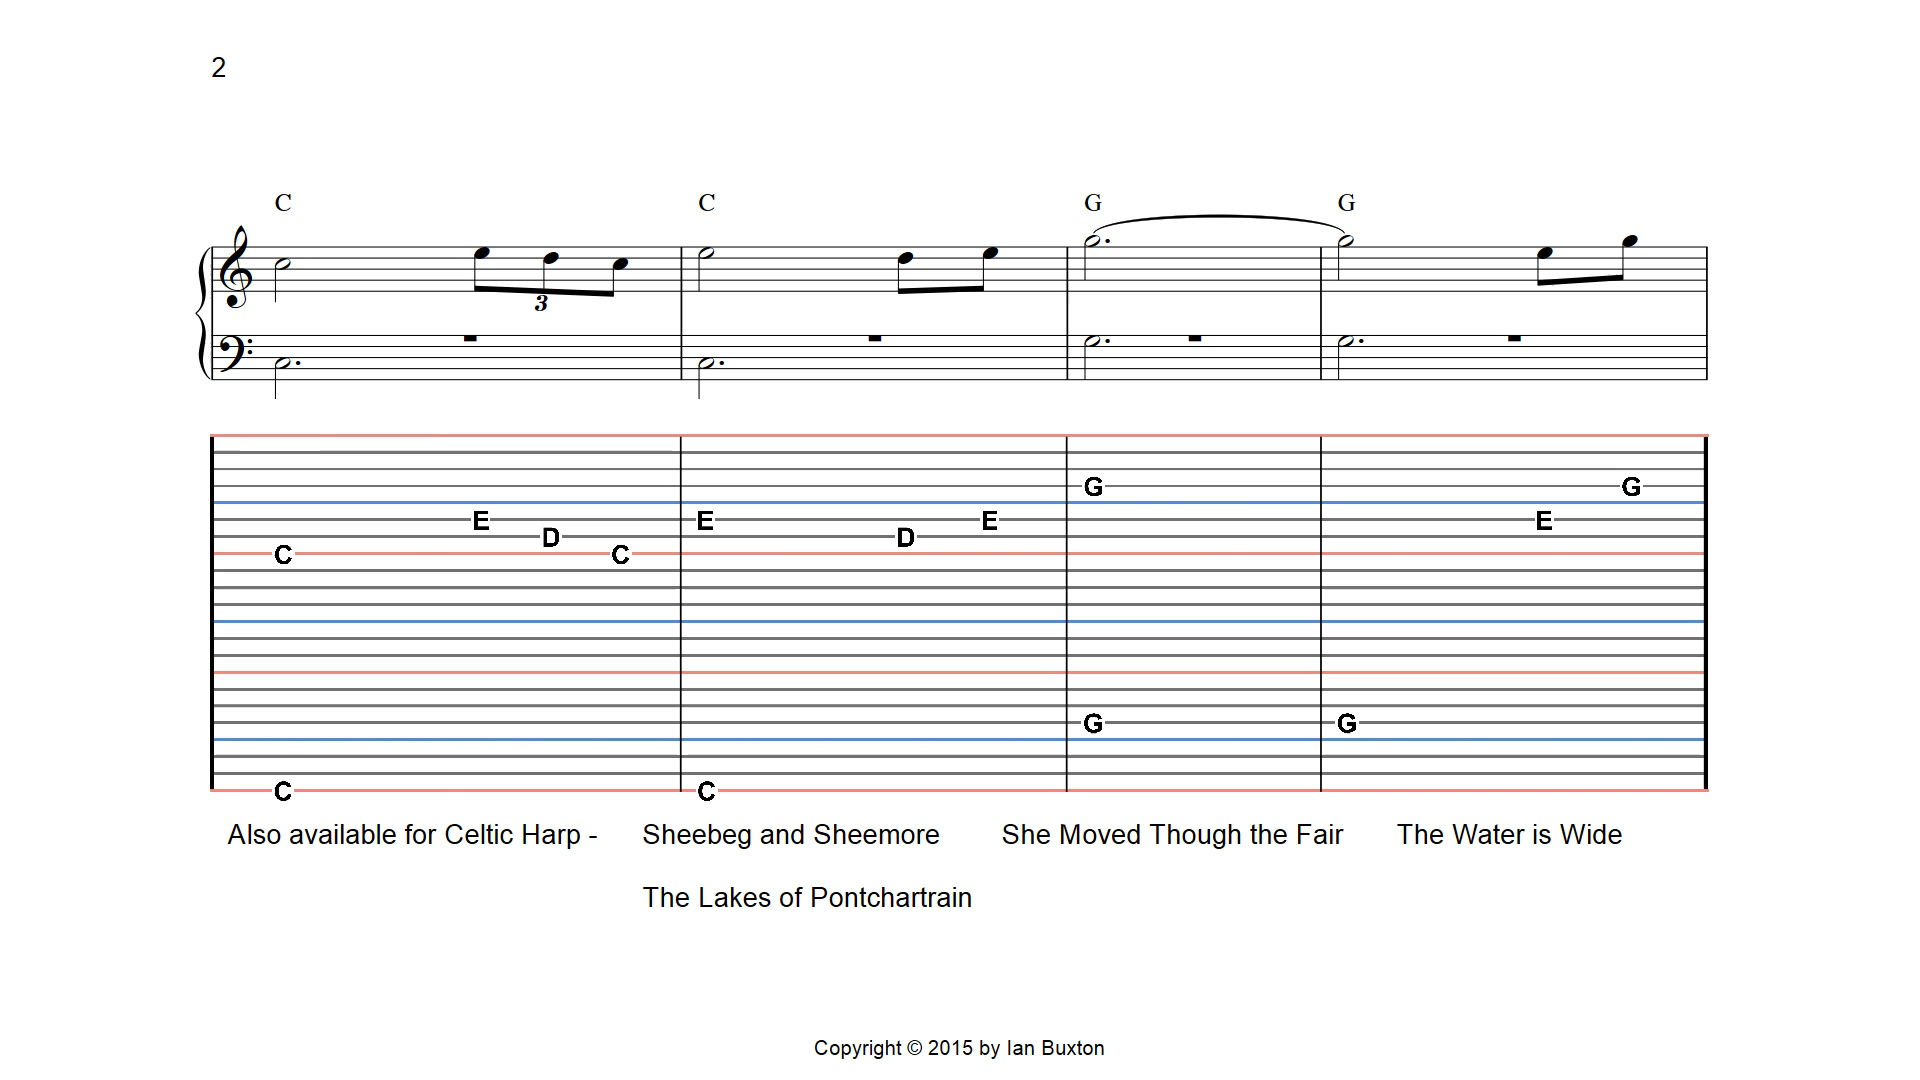 2
C C G G
3
G G
E E E E
D D
C C
G G
C C
Also available for Celtic Harp - Sheebeg and Sheemore She Moved Though the Fair The Water is Wide
The Lakes of Pontchartrain
Copyright © 2015 by Ian Buxton